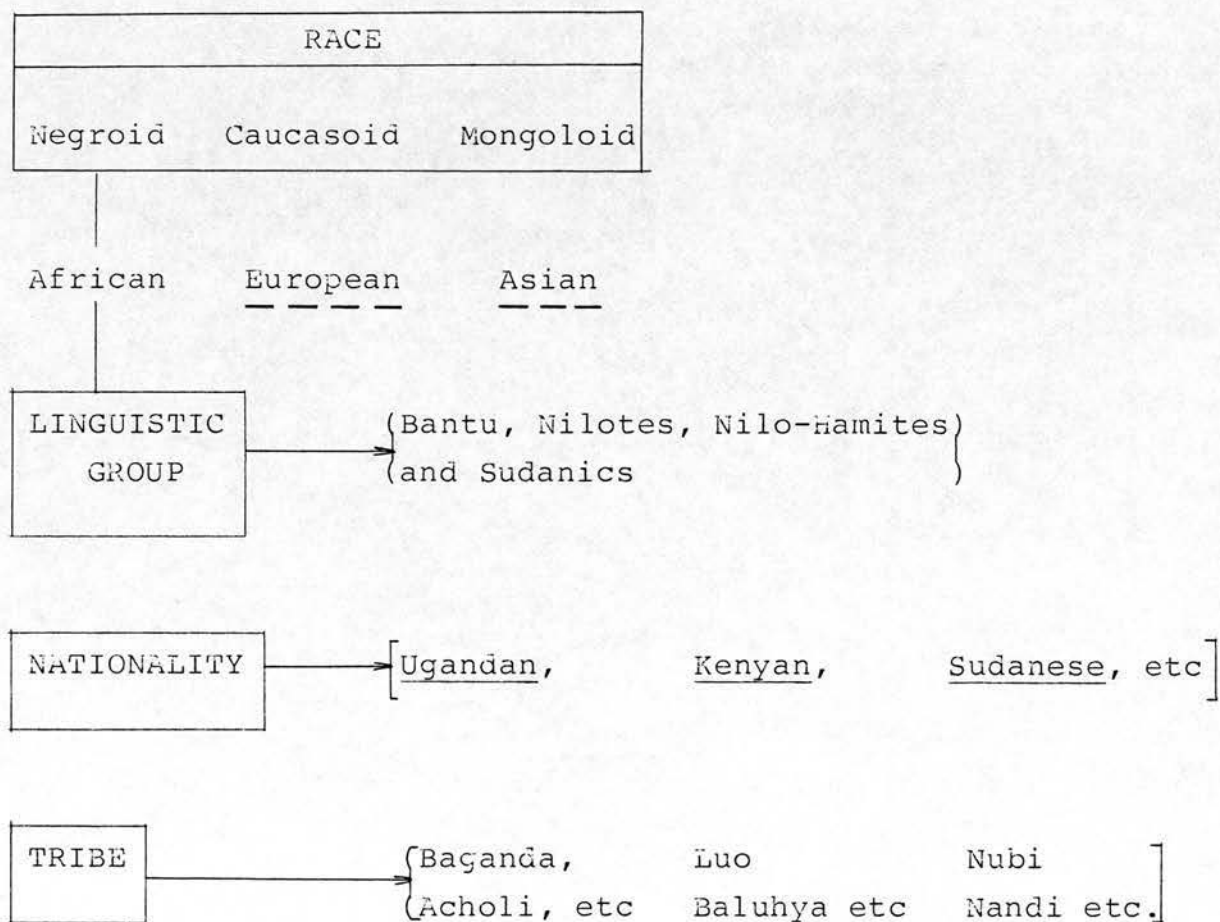 RACE
Negroid Caucasoid Mongoloid
African European Asian
LINGUISTIC (Bantu, Nilotes, Nilo-Hamites)
GROUP (and Sudanics )
NATIONALITY [Ugandan, Kenyan, Sudanese, etc]
TRIBE (Baganda, Luo Nubi
(Acholi, etc Baluhya etc Nandi etc.]